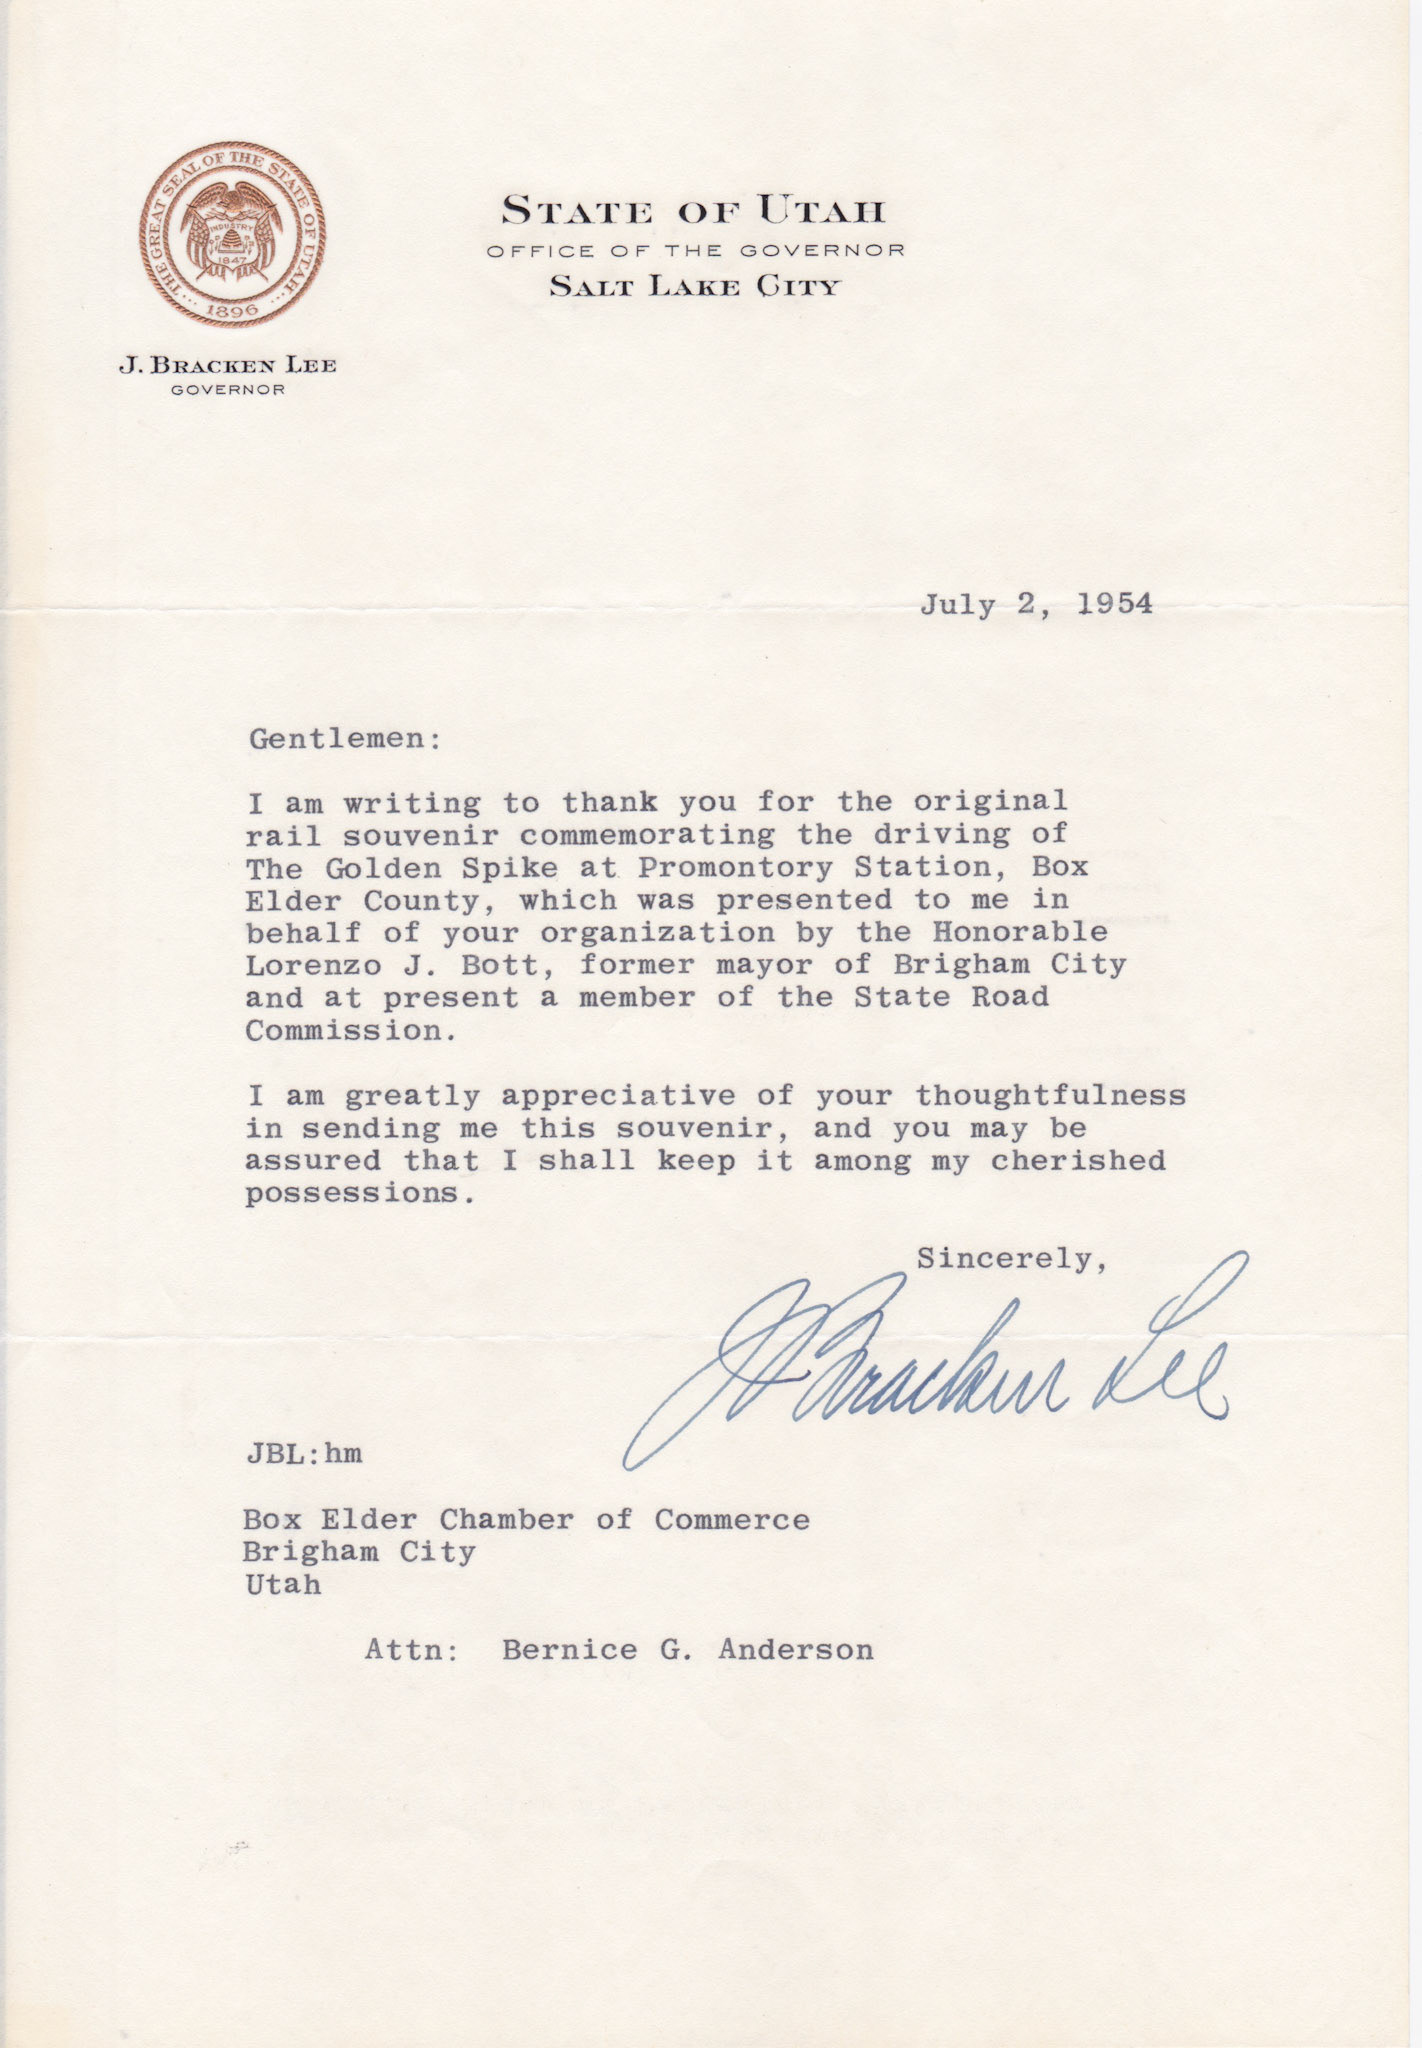 THE GREAT SEAL OF THE STATE OF UTAH
INDUSTRY
1847
1896
STATE OF UTAH
OFFICE OF THE GOVERNOR
SALT LAKE CITY
J. BRACKEN LEE
GOVERNOR
July 2, 1954
Gentlemen:
I am writing to thank you for the original
rail souvenir commemorating the driving of
The Golden Spike at Promontory Station, Box
Elder County, which was presented to me in
behalf of your organization by the Honorable
Lorenzo J. Bott, former mayor of Brigham City
and at present a member of the State Road
Commission.
I am greatly appreciative of your thoughtfulness
in sending me this souvenir, and you may be
assured that I shall keep it among my cherished
possessions.
Sincerely,
J Bracken Lee
JBL:hm
Box Elder Chamber of Commerce
Brigham City
Utah
Attn: Bernice G. Anderson